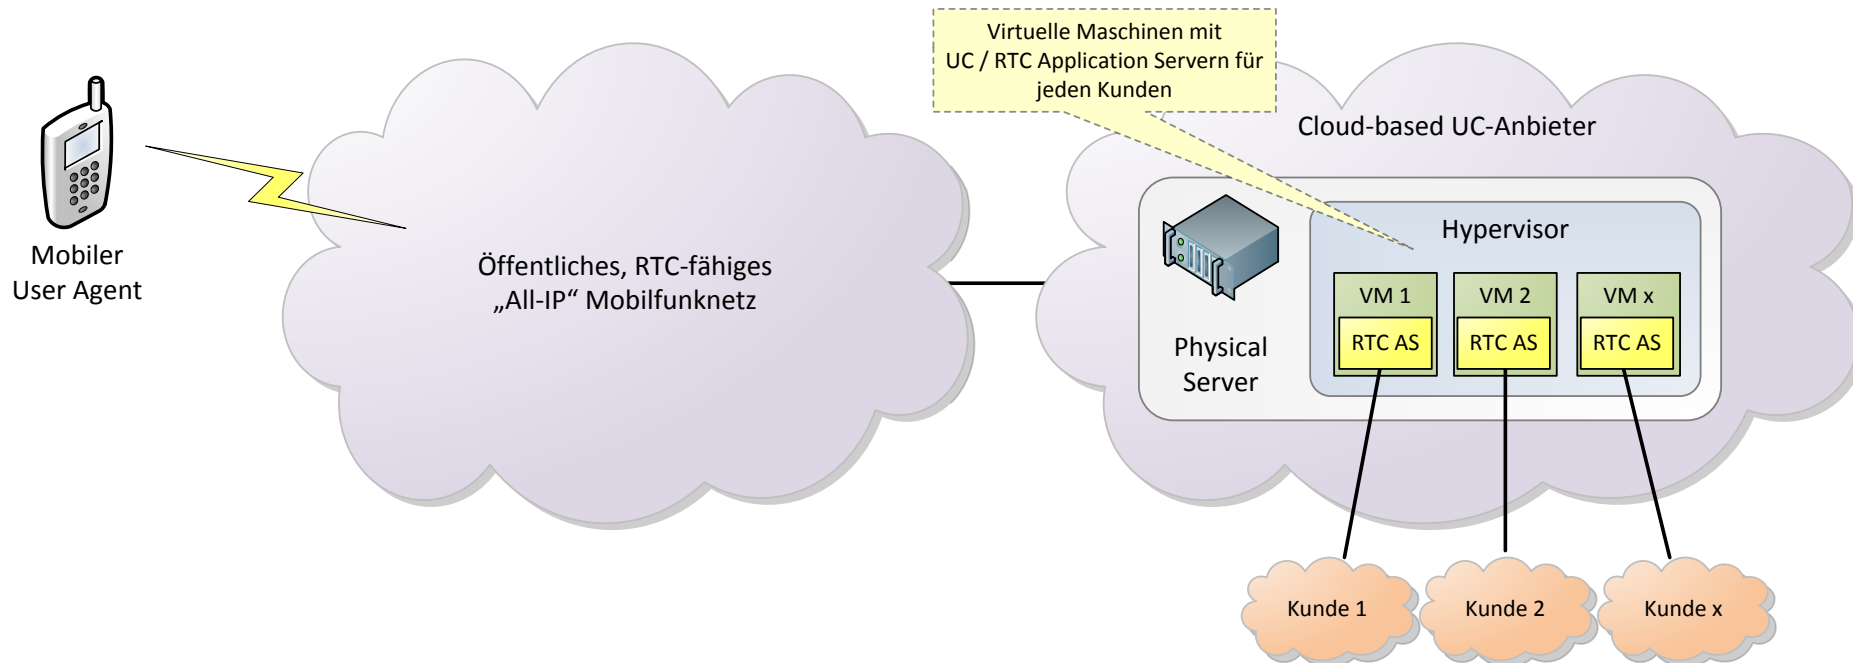 Virtuelle Maschinen mit
UC / RTC Application Servern für
jeden Kunden
Cloud-based UC-Anbieter
Mobiler
User Agent
Öffentliches, RTC-fähiges
„All-IP“ Mobilfunknetz
Physical
Server
Hypervisor
VM 1
VM 2
VM x
RTC AS
RTC AS
RTC AS
Kunde 1
Kunde 2
Kunde x